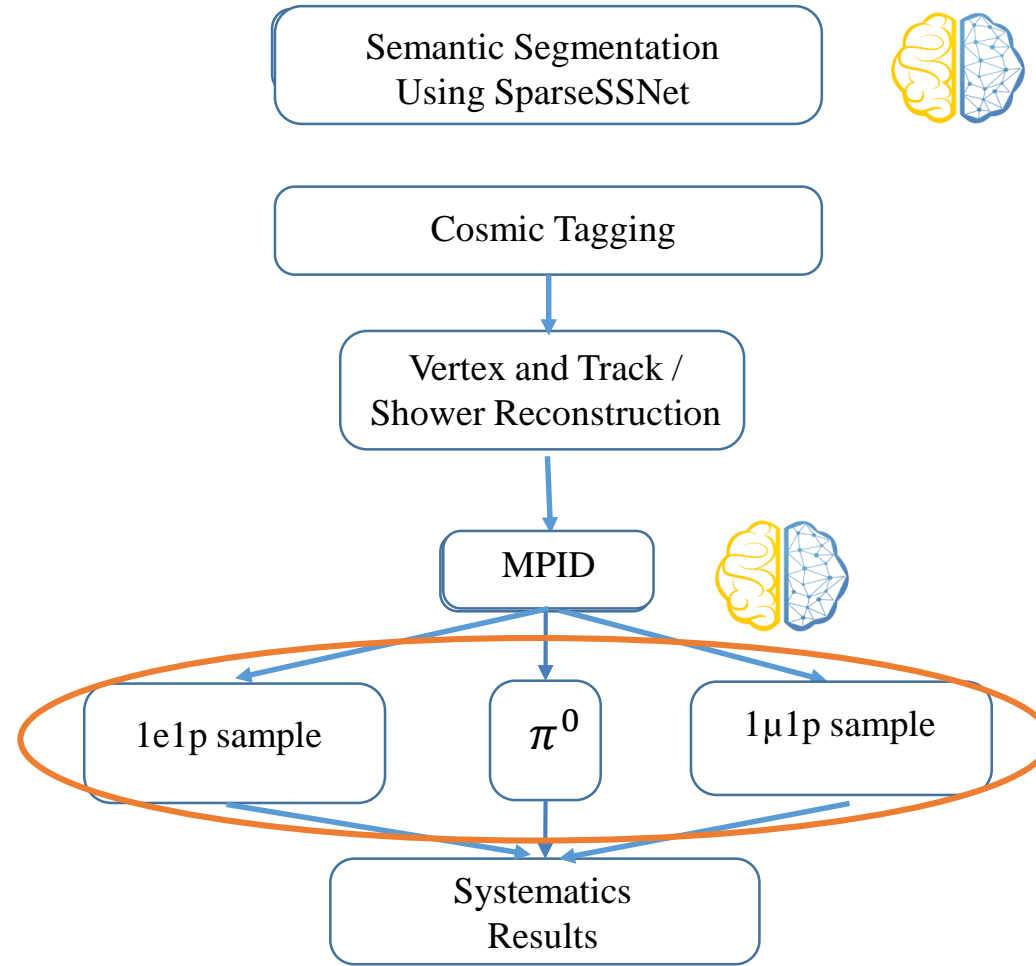 Semantic Segmentation
Using SparseSSNet
Cosmic Tagging
Vertex and Track /
Shower Reconstruction
MPID
1e1p sample
π⁰
1μ1p sample
Systematics
Results